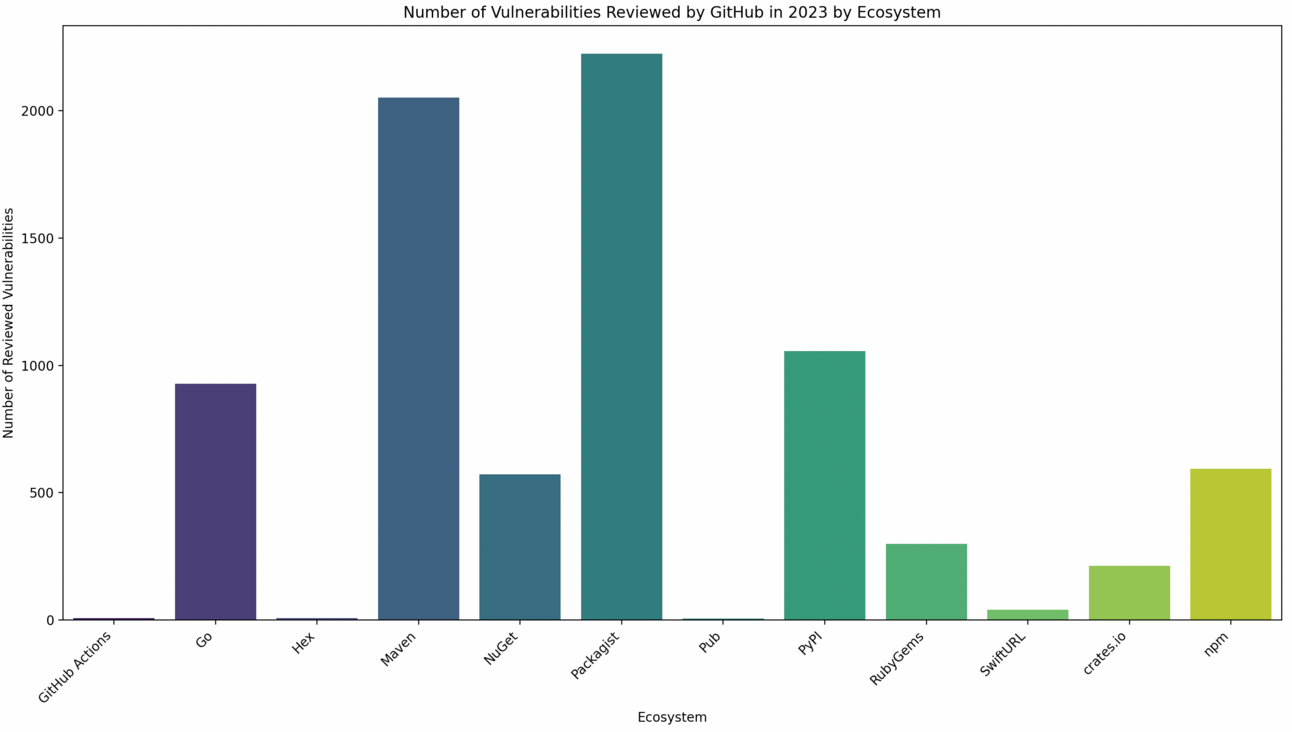 Number of Vulnerabilities Reviewed by GitHub in 2023 by Ecosystem
Number of Reviewed Vulnerabilities
2000
1500
1000
500
0
GitHub Actions
Go
Hex
Maven
NuGet
Packagist
Pub
PyPI
RubyGems
SwiftURL
crates.io
npm
Ecosystem